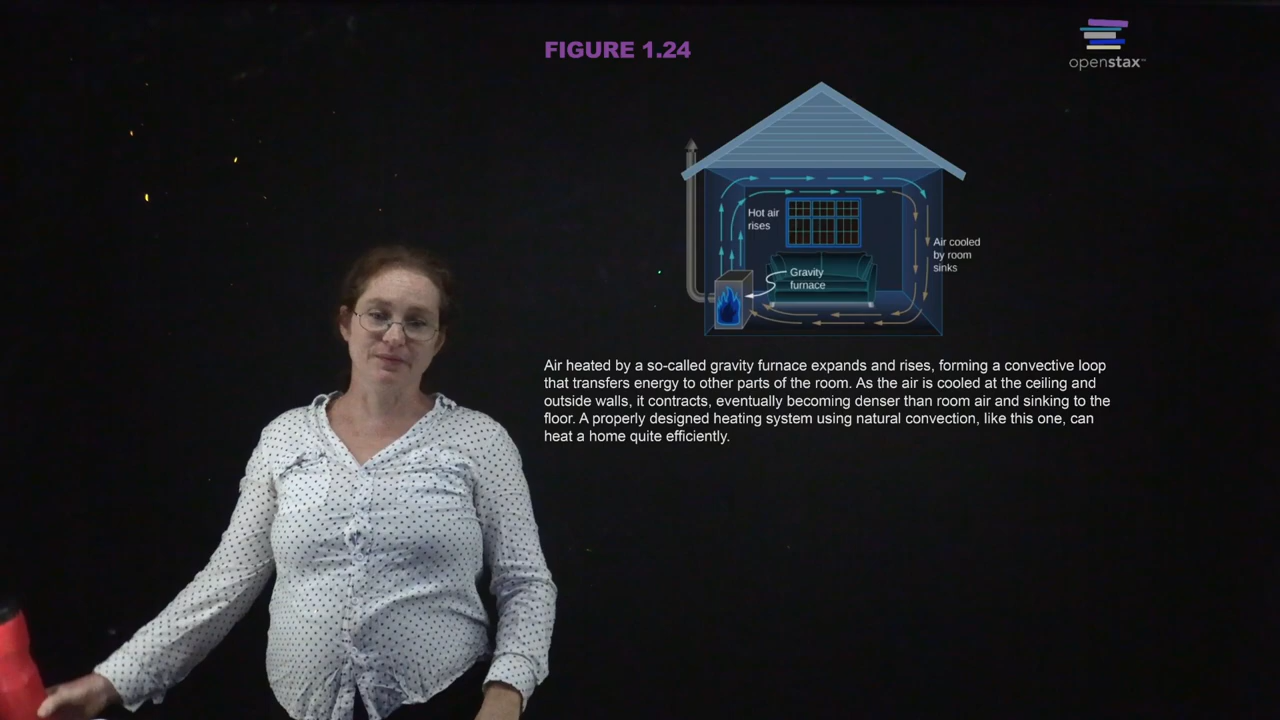 FIGURE 1.24
openstax™
Hot air
rises
Air cooled
by room
sinks
Gravity
furnace
Air heated by a so-called gravity furnace expands and rises, forming a convective loop
that transfers energy to other parts of the room. As the air is cooled at the ceiling and
outside walls, it contracts, eventually becoming denser than room air and sinking to the
floor. A properly designed heating system using natural convection, like this one, can
heat a home quite efficiently.